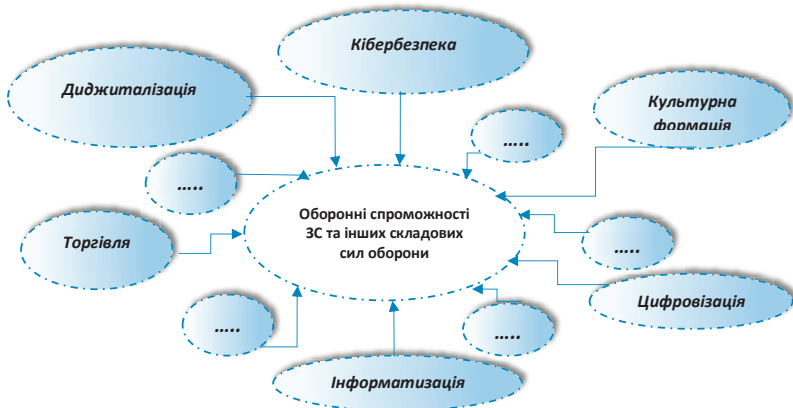 Кібербезпека
Диджиталізація
Культурна
формація
.....
.....
Оборонні спроможності
ЗС та інших складових
сил оборони
Торгівля
.....
Цифровізація
.....
.....
Інформатизація